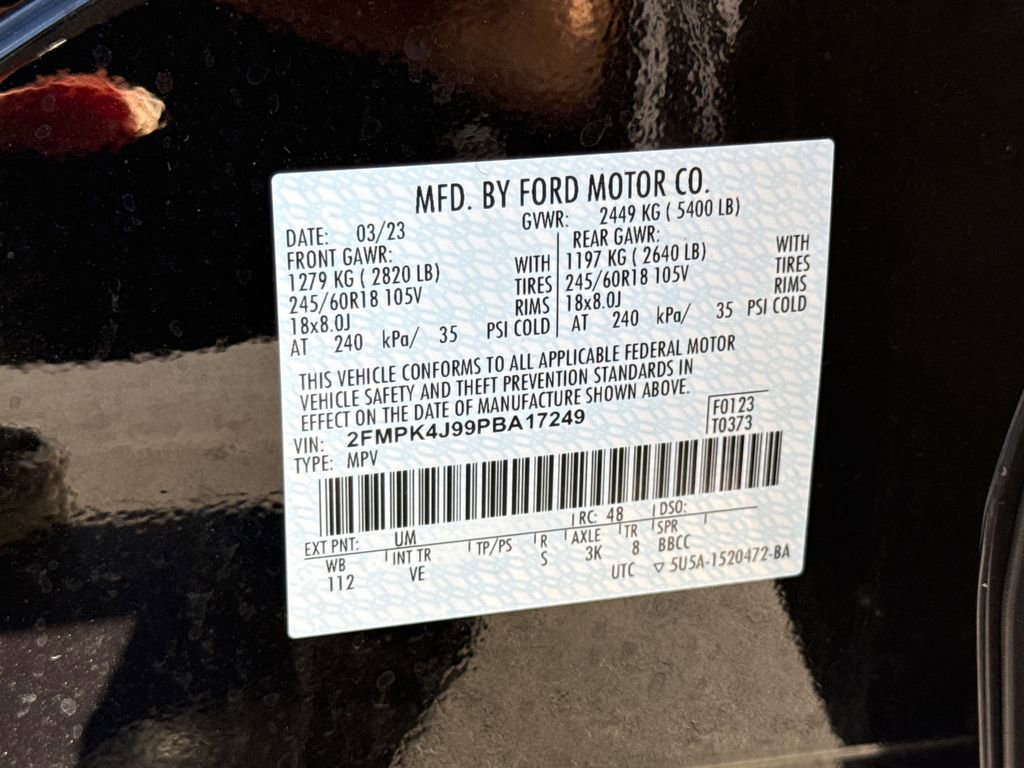 MFD. BY FORD MOTOR CO.
DATE: 03/23 GVWR: 2449 KG ( 5400 LB)
FRONT GAWR: REAR GAWR:
1279 KG ( 2820 LB) WITH 1197 KG ( 2640 LB) WITH
245/60R18 105V TIRES 245/60R18 105V TIRES
18x8.0J RIMS 18x8.0J RIMS
AT 240 kPa/ 35 PSI COLD AT 240 kPa/ 35 PSI COLD
THIS VEHICLE CONFORMS TO ALL APPLICABLE FEDERAL MOTOR
VEHICLE SAFETY AND THEFT PREVENTION STANDARDS IN
EFFECT ON THE DATE OF MANUFACTURE SHOWN ABOVE.
VIN: 2FMPK4J99PBA17249 F0123
TYPE: MPV T0373
EXT PNT: UM RC: 48 DSO:
WB INT TR TP/PS R AXLE TR SPR
112 VE S 3K 8 BBCC
UTC ▽ 5U5A-1520472-BA